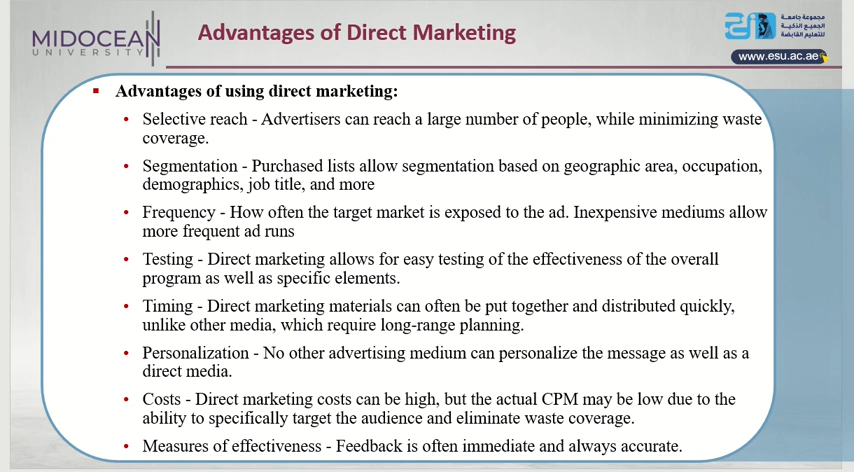 MIDOCEAN
UNIVERSITY
Advantages of Direct Marketing
مجموعة جامعة
الجميع الذكية
للتعليم القابضة
www.esu.ac.ae
▪ Advantages of using direct marketing:
• Selective reach - Advertisers can reach a large number of people, while minimizing waste
coverage.
• Segmentation - Purchased lists allow segmentation based on geographic area, occupation,
demographics, job title, and more
• Frequency - How often the target market is exposed to the ad. Inexpensive mediums allow
more frequent ad runs
• Testing - Direct marketing allows for easy testing of the effectiveness of the overall
program as well as specific elements.
• Timing - Direct marketing materials can often be put together and distributed quickly,
unlike other media, which require long-range planning.
• Personalization - No other advertising medium can personalize the message as well as a
direct media.
• Costs - Direct marketing costs can be high, but the actual CPM may be low due to the
ability to specifically target the audience and eliminate waste coverage.
• Measures of effectiveness - Feedback is often immediate and always accurate.